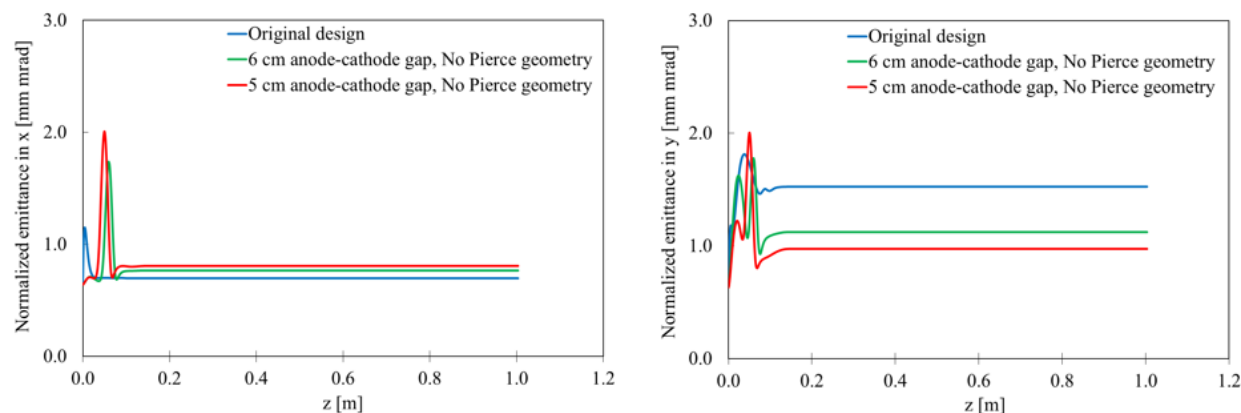 Normalized emittance in x [mm mrad]
3.0
2.0
1.0
0.0
Original design
6 cm anode-cathode gap, No Pierce geometry
5 cm anode-cathode gap, No Pierce geometry
0.0 0.2 0.4 0.6 0.8 1.0 1.2
z [m]
Normalized emittance in y [mm mrad]
3.0
2.0
1.0
0.0
Original design
6 cm anode-cathode gap, No Pierce geometry
5 cm anode-cathode gap, No Pierce geometry
0.0 0.2 0.4 0.6 0.8 1.0 1.2
z [m]